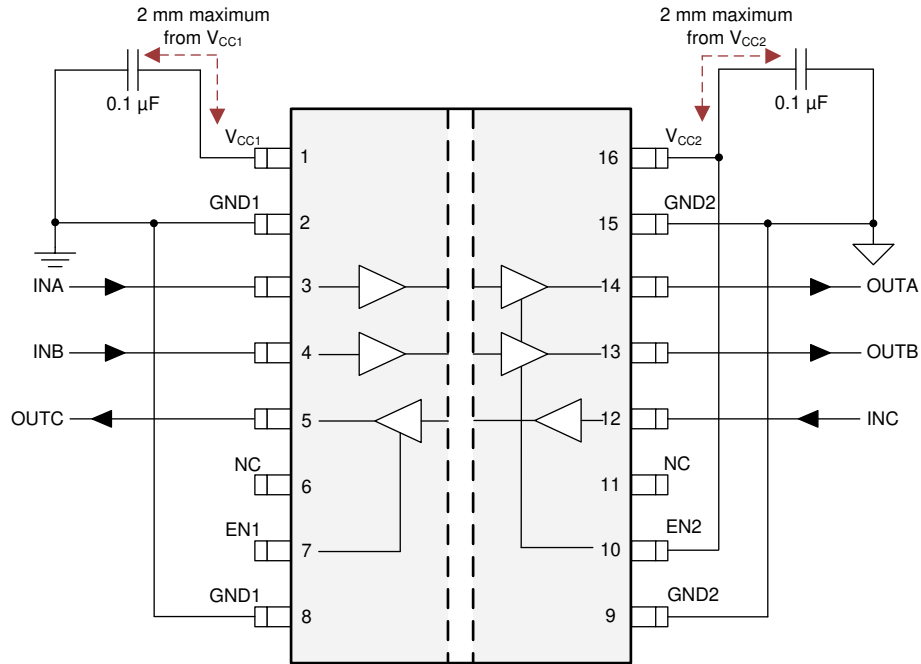 2 mm maximum
from VCC1
2 mm maximum
from VCC2
0.1 µF
0.1 µF
VCC1
1
16
VCC2
GND1
2
15
GND2
INA
3
14
OUTA
INB
4
13
OUTB
OUTC
5
12
INC
NC
6
11
NC
EN1
7
10
EN2
GND1
8
9
GND2